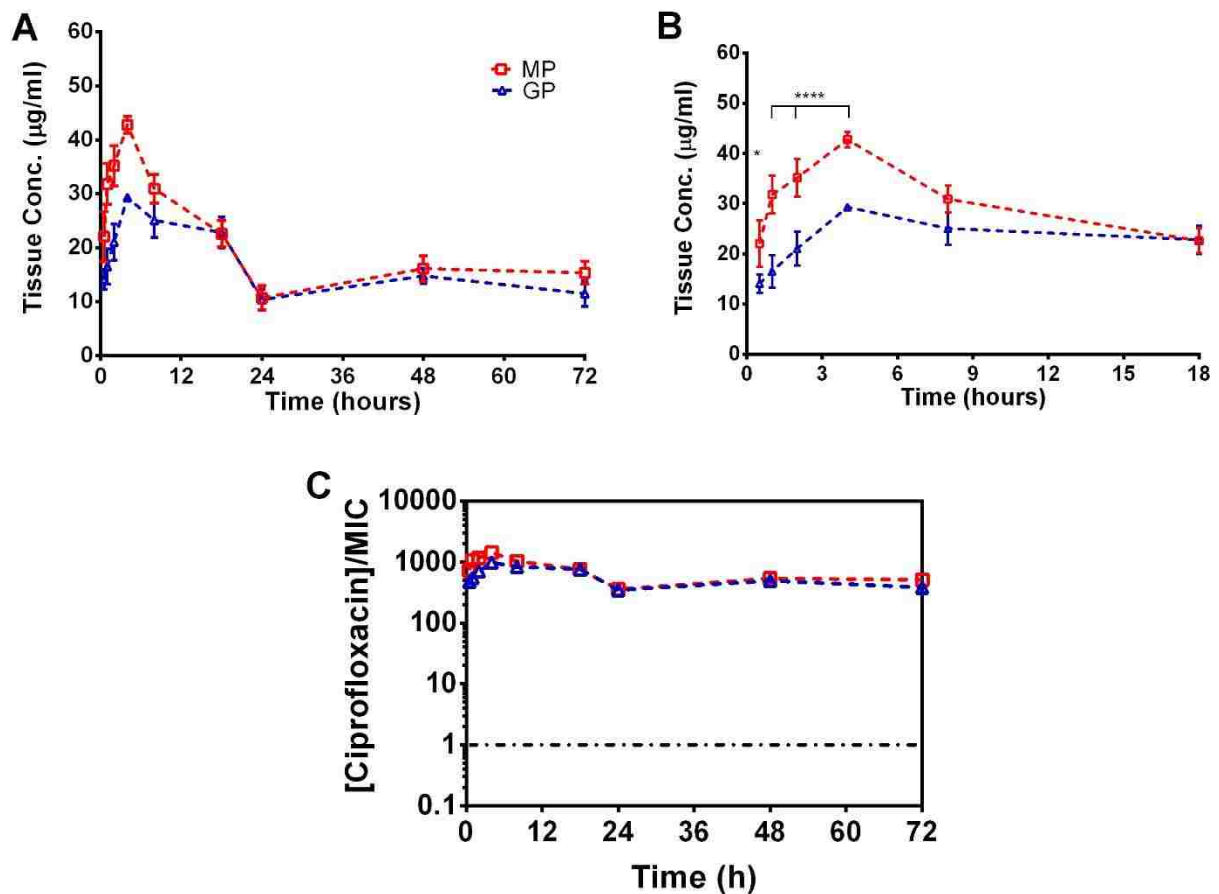 A
Tissue Conc. (µg/ml)
60
50
40
30
20
10
0
0 12 24 36 48 60 72
Time (hours)
MP
GP
B
Tissue Conc. (µg/ml)
60
50
40
30
20
10
0
0 3 6 9 12 15 18
Time (hours)
*
****
C
[Ciprofloxacin]/MIC
10000
1000
100
10
1
0.1
0 12 24 36 48 60 72
Time (h)